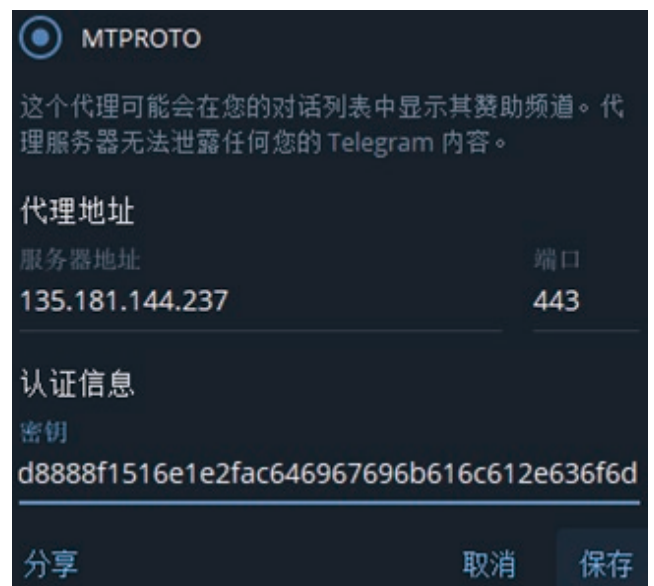 MTPROTO
这个代理可能会在您的对话列表中显示其赞助频道。代
理服务器无法泄露任何您的 Telegram 内容。
代理地址
服务器地址 端口
135.181.144.237 443
认证信息
密钥
d8888f1516e1e2fac646967696b616c612e636f6d
分享 取消 保存